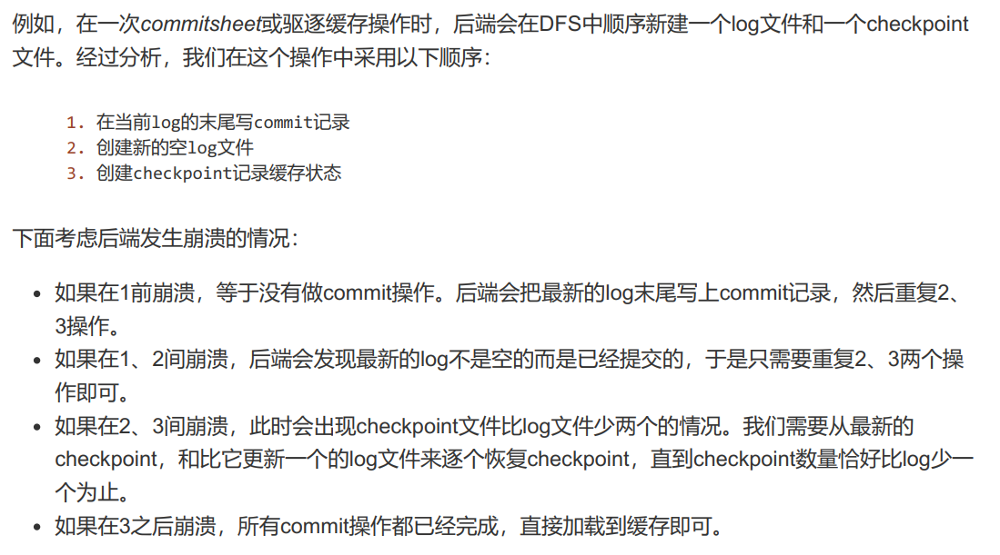 例如，在一次commitsheet或驱逐缓存操作时，后端会在DFS中顺序新建一个log文件和一个checkpoint
文件。经过分析，我们在这个操作中采用以下顺序：
1. 在当前log的末尾写commit记录
2. 创建新的空log文件
3. 创建checkpoint记录缓存状态
下面考虑后端发生崩溃的情况：
• 如果在1前崩溃，等于没有做commit操作。后端会把最新的log末尾写上commit记录，然后重复2、
3操作。
• 如果在1、2间崩溃，后端会发现最新的log不是空的而是已经提交的，于是只需要重复2、3两个操
作即可。
• 如果在2、3间崩溃，此时会出现checkpoint文件比log文件少两个的情况。我们需要从最新的
checkpoint，和比它更新一个的log文件来逐个恢复checkpoint，直到checkpoint数量恰好比log少一
个为止。
• 如果在3之后崩溃，所有commit操作都已经完成，直接加载到缓存即可。